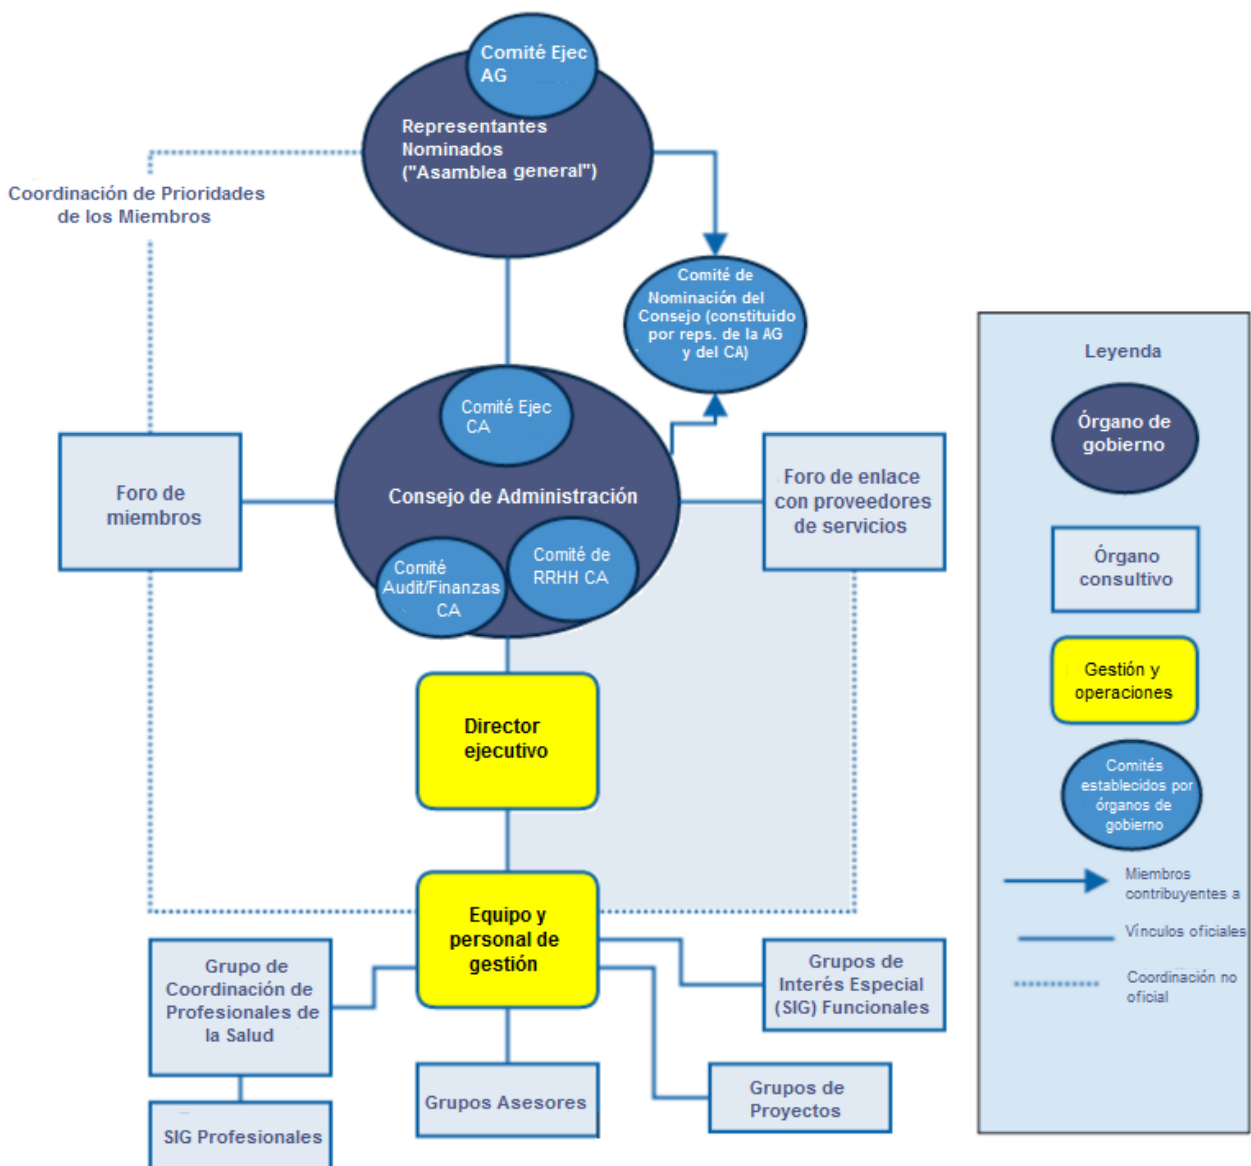 Comité Ejec
AG
Representantes
Nominados
("Asamblea general")
Coordinación de Prioridades
de los Miembros
Comité de
Nominación del
Consejo (constituido
por reps. de la AG
y del CA)
Comité Ejec
CA
Foro de
miembros
Consejo de Administración
Foro de enlace
con proveedores
de servicios
Comité
Audit/Finanzas
CA
Comité de
RRHH CA
Director
ejecutivo
Equipo y
personal de
gestión
Grupo de
Coordinación de
Profesionales de
la Salud
Grupos de
Interés Especial
(SIG) Funcionales
SIG Profesionales
Grupos Asesores
Grupos de
Proyectos
Leyenda
Órgano de
gobierno
Órgano
consultivo
Gestión y
operaciones
Comités
establecidos por
órganos de
gobierno
Miembros
contribuyentes a
Vínculos oficiales
Coordinación no
oficial